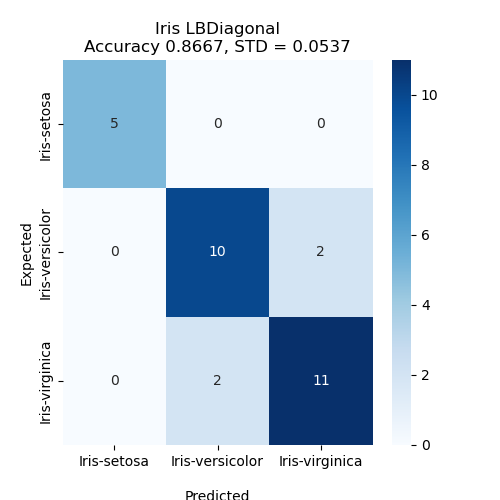 Iris LBDiagonal
Accuracy 0.8667, STD = 0.0537
Expected
Iris-setosa
5
0
0
Iris-versicolor
0
10
2
Iris-virginica
0
2
11
Iris-setosa
Iris-versicolor
Iris-virginica
Predicted
10
8
6
4
2
0